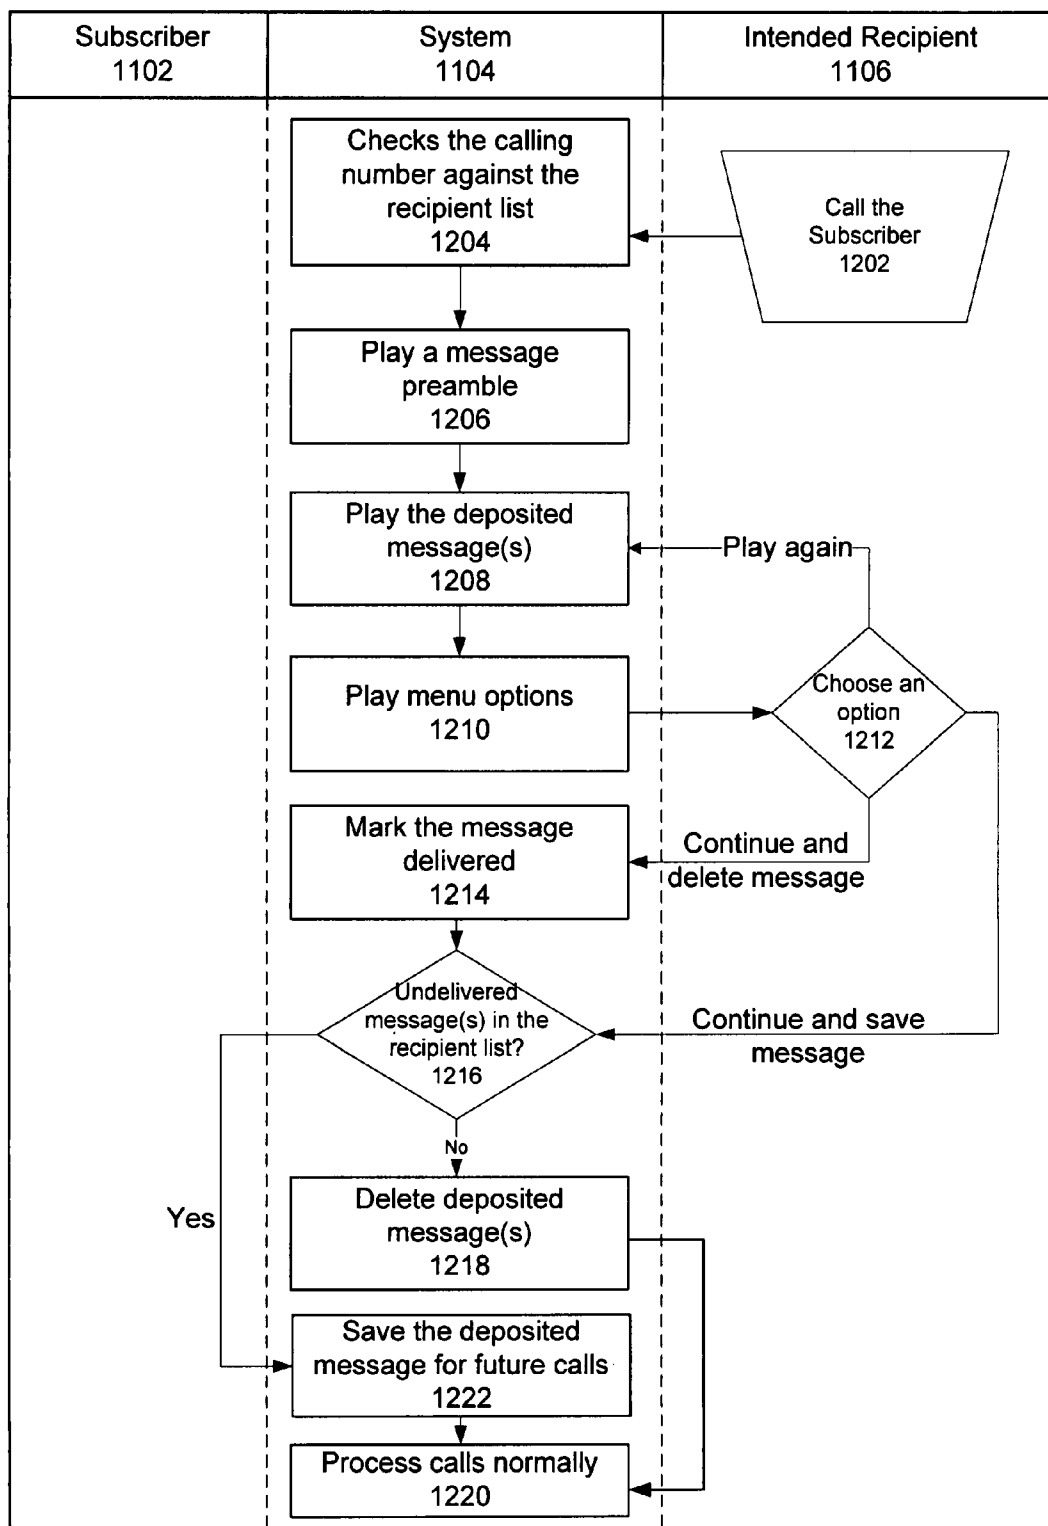 Subscriber
1102
System
1104
Intended Recipient
1106
Checks the calling
number against the
recipient list
1204
Call the
Subscriber
1202
Play a message
preamble
1206
Play the deposited
message(s)
1208
Play again
Play menu options
1210
Choose an
option
1212
Mark the message
delivered
1214
Continue and
delete message
Undelivered
message(s) in the
recipient list?
1216
Continue and save
message
No
Yes
Delete deposited
message(s)
1218
Save the deposited
message for future calls
1222
Process calls normally
1220